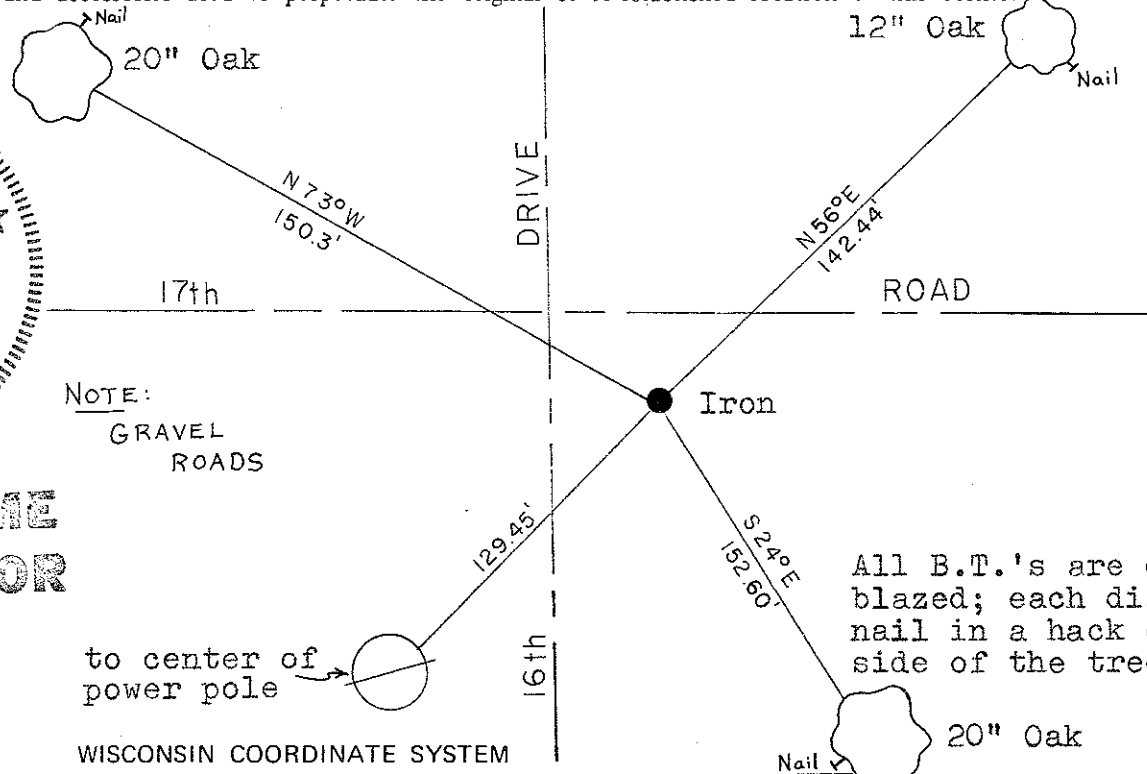 Nail
20" Oak
12" Oak
Nail
DRIVE
N 73° W
150.3'
N 56° E
142.44'
17th
ROAD
NOTE:
GRAVEL
ROADS
Iron
129.45'
S 24° E
152.60'
All B.T.'s are
blazed; each
nail in a hack
side of the
to center of
power pole
16th
WISCONSIN COORDINATE SYSTEM
20" Oak
Nail